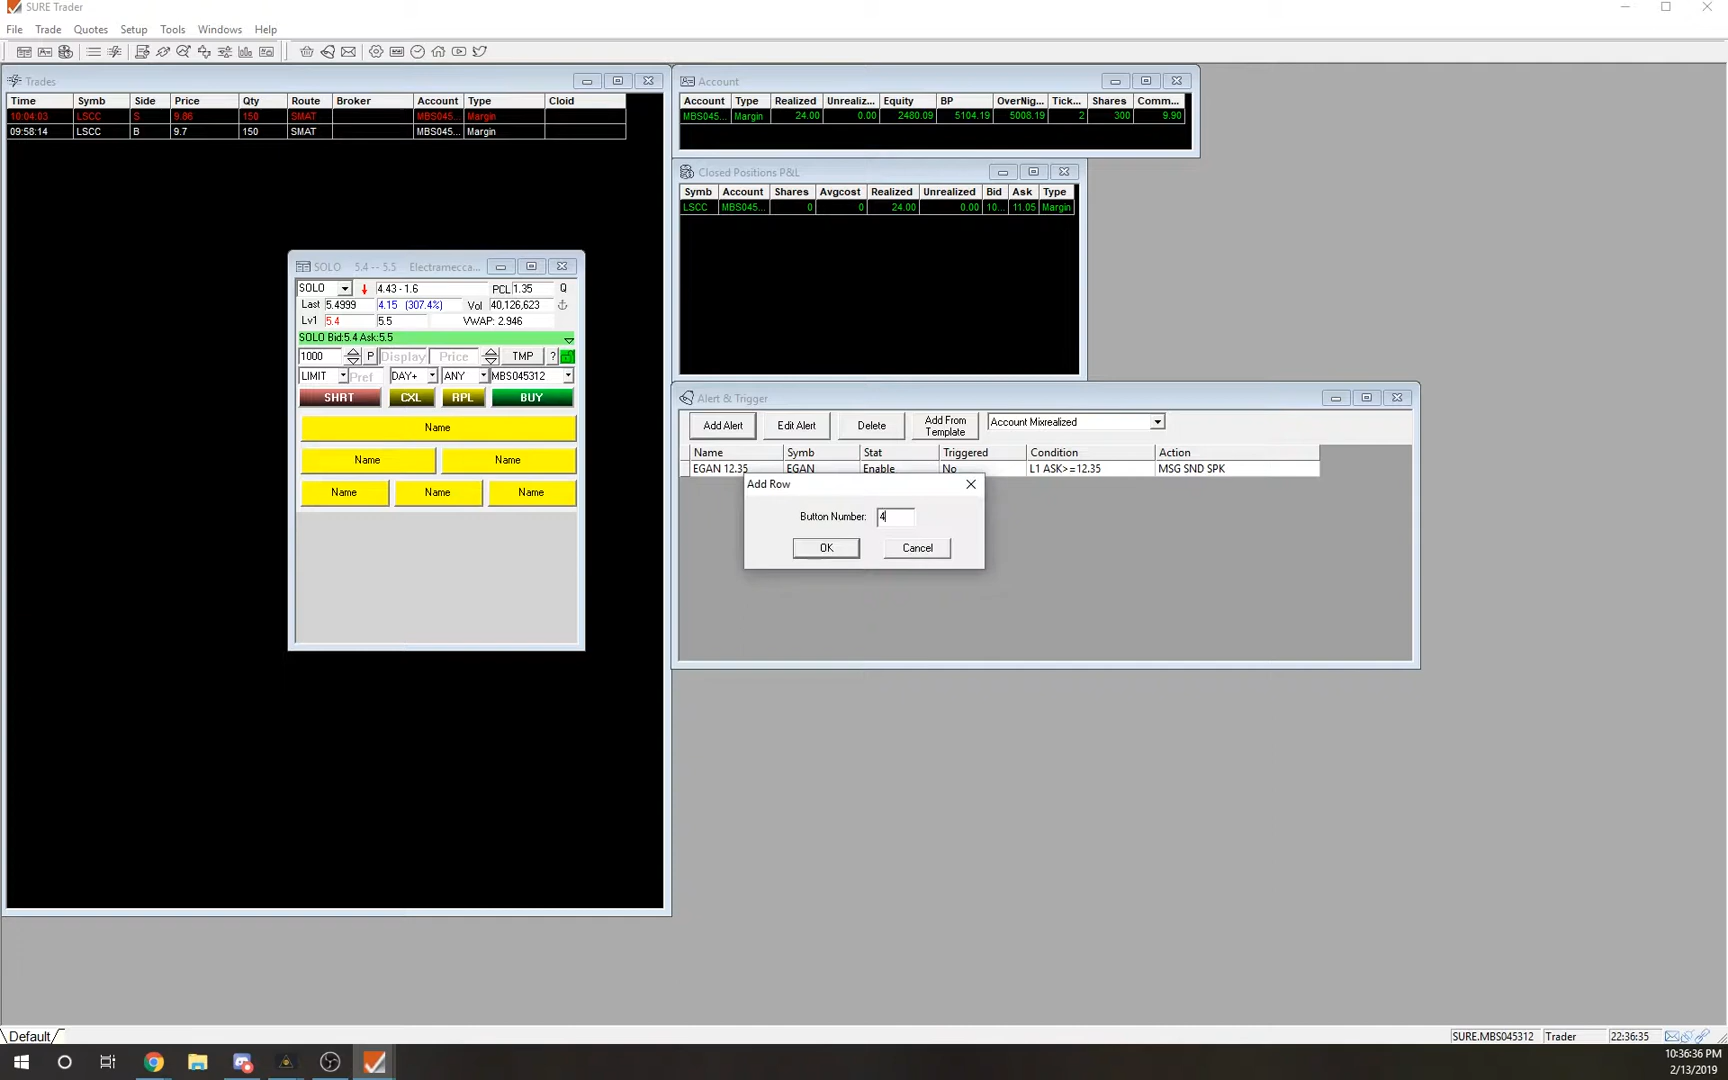 SURE Trader
File Trade Quotes Setup Tools Windows Help
Trades
Time Symb Side Price Qty Route Broker Account Type Cloid
10:04:03 LSCC S 9.86 150 SMAT MBS045... Margin
09:58:14 LSCC B 9.7 150 SMAT MBS045... Margin
Account
Account Type Realized Unrealiz... Equity BP OverNig... Tick... Shares Comm...
MBS045... Margin 24.00 0.00 2480.09 5104.19 5008.19 2 300 9.90
Closed Positions P&L
Symb Account Shares Avgcost Realized Unrealized Bid Ask Type
LSCC MBS045... 0 0 24.00 0.00 10... 11.05 Margin
SOLO 5.4 -- 5.5 Electramecca...
SOLO 4.43 - 1.6 PCL 1.35 Q
Last 5.4999 4.15 (307.4%) Vol 40,126,623
Lv1 5.4 5.5 VWAP: 2.946
SOLO Bid:5.4 Ask:5.5
1000 P Display Price TMP ?
LIMIT Pref DAY+ ANY MBS045312
SHRT CXL RPL BUY
Name
Name Name
Name Name Name
Alert & Trigger
Add Alert Edit Alert Delete Add From Template Account Mixrealized
Name Symb Stat Triggered Condition Action
EGAN 12.35 EGAN Enable No L1 ASK>=12.35 MSG SND SPK
Add Row
Button Number: 4
OK Cancel
Default
SURE.MBS045312 Trader 22:36:35
10:36:36 PM
2/13/2019